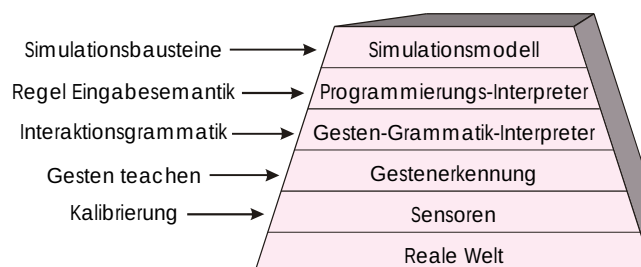 Simulationsbausteine Simulationsmodell
Regel Eingabesemantik Programmierungs-Interpreter
Interaktionsgrammatik Gesten-Grammatik-Interpreter
Gesten teachen Gestenerkennung
Kalibrierung Sensoren
Reale Welt